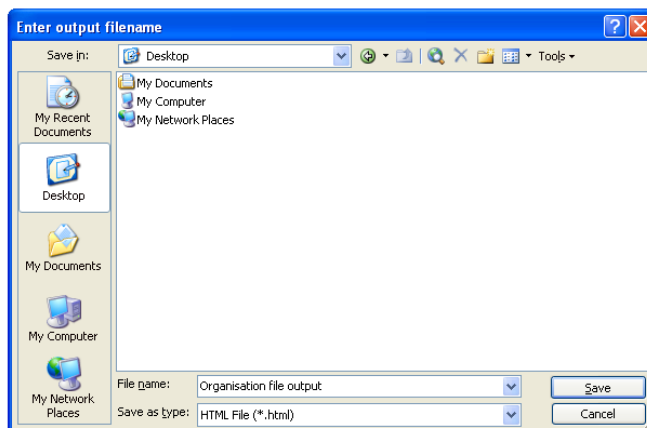 Enter output filename
Save in:
Desktop
Tools
My Documents
My Computer
My Network Places
My Recent
Documents
Desktop
My Documents
My Computer
My Network
Places
File name:
Organisation file output
Save
Save as type:
HTML File (*.html)
Cancel